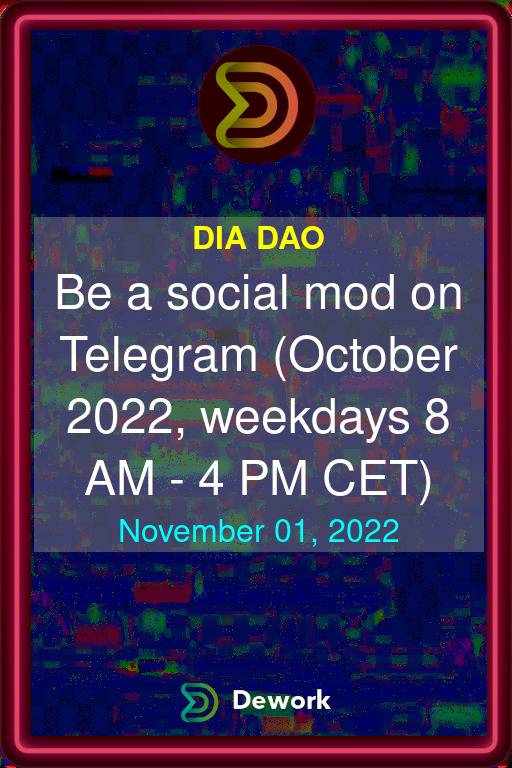 DIA DAO
Be a social mod on
Telegram (October
2022, weekdays 8
AM - 4 PM CET)
November 01, 2022
Dework